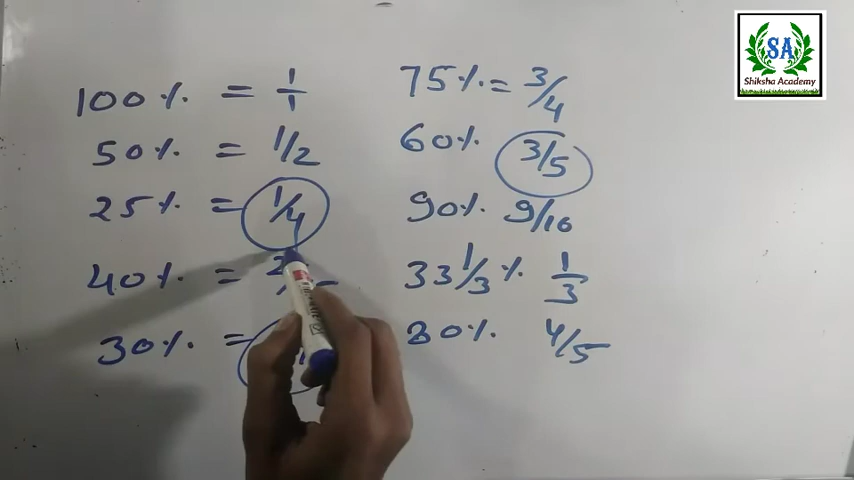 100% = 1/1
50% = 1/2
25% = 1/4
40% = 2/
30% =
75% = 3/4
60% 3/5
90% 9/10
33 1/3 % 1/3
80% 4/5
SA
Shiksha Academy